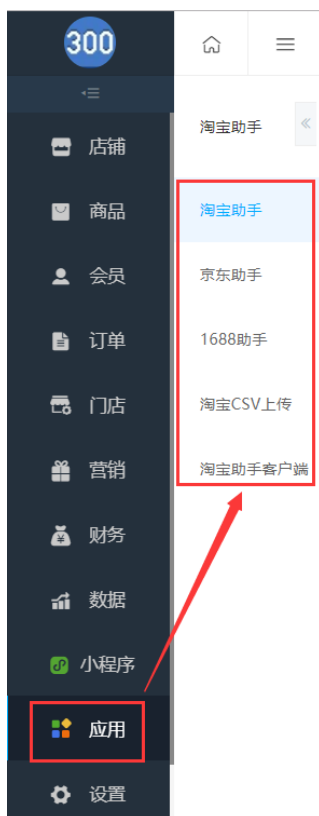 300
店铺
商品
会员
订单
门店
营销
财务
数据
小程序
应用
设置
淘宝助手
淘宝助手
京东助手
1688助手
淘宝CSV上传
淘宝助手客户端